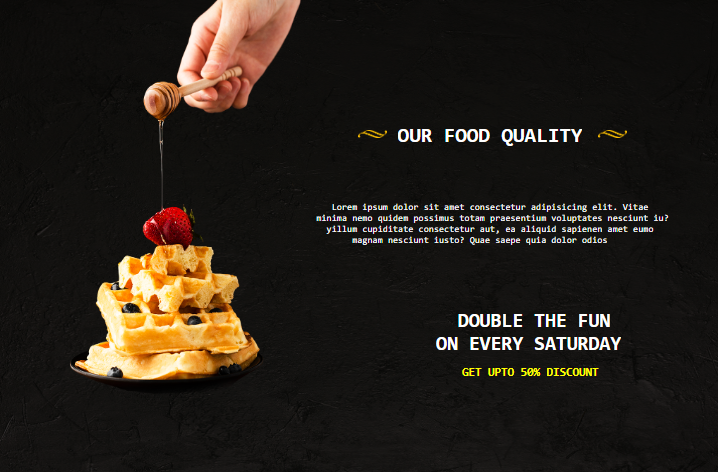 OUR FOOD QUALITY
Lorem ipsum dolor sit amet consectetur adipisicing elit. Vitae
minima nemo quidem possimus totam praesentium voluptates nesciunt iu?
yillum cupiditate consectetur aut, ea aliquid sapienen amet eumo
magnam nesciunt iusto? Quae saepe quia dolor odios
DOUBLE THE FUN
ON EVERY SATURDAY
GET UPTO 50% DISCOUNT